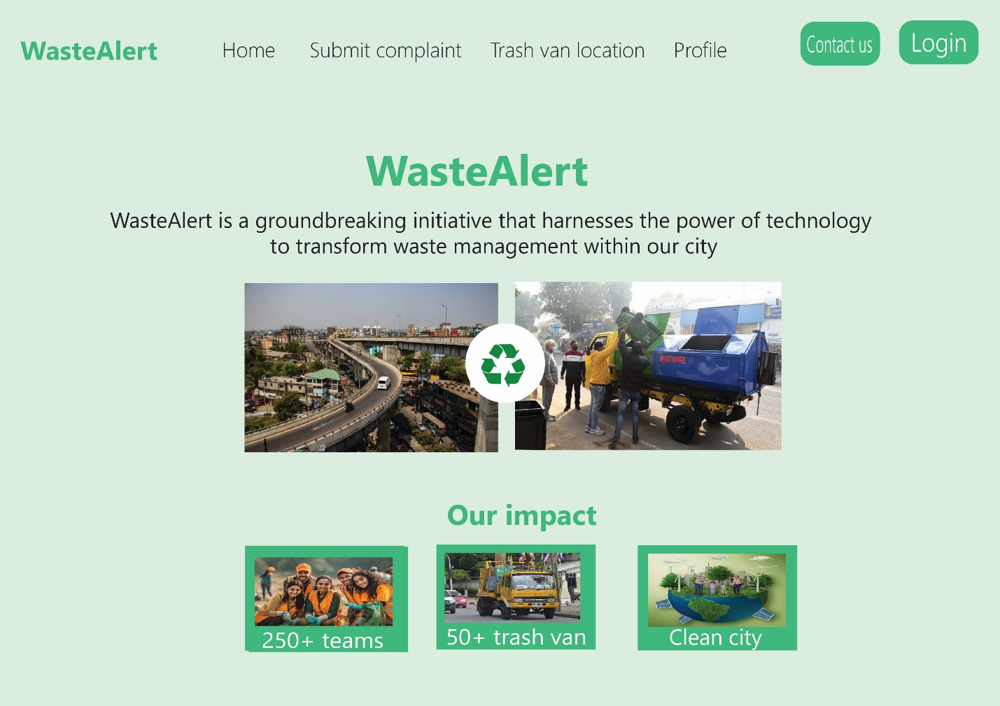 WasteAlert
Home
Submit complaint
Trash van location
Profile
Contact us
Login
WasteAlert
WasteAlert is a groundbreaking initiative that harnesses the power of technology
to transform waste management within our city
Our impact
250+ teams
50+ trash van
Clean city